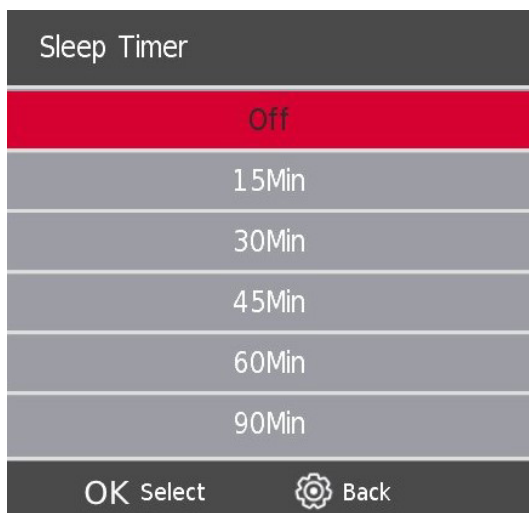 Sleep Timer
Off
15Min
30Min
45Min
60Min
90Min
OK Select Back